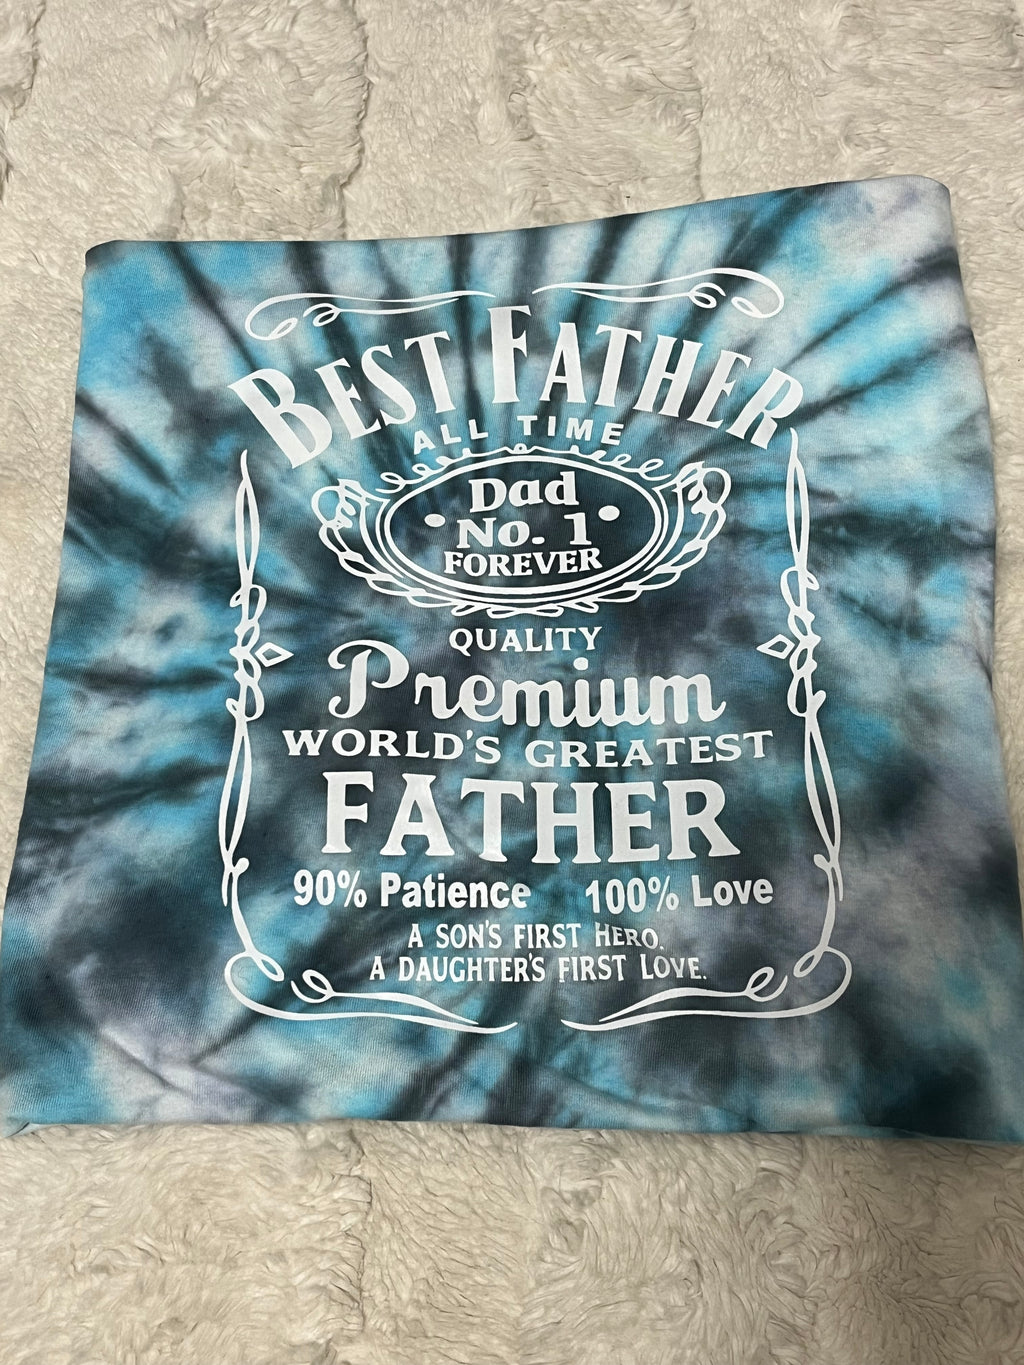 BEST FATHER
ALL TIME
Dad
• No. 1 •
FOREVER
QUALITY
Premium
WORLD'S GREATEST
FATHER
90% Patience 100% Love
A SON'S FIRST HERO.
A DAUGHTER'S FIRST LOVE.